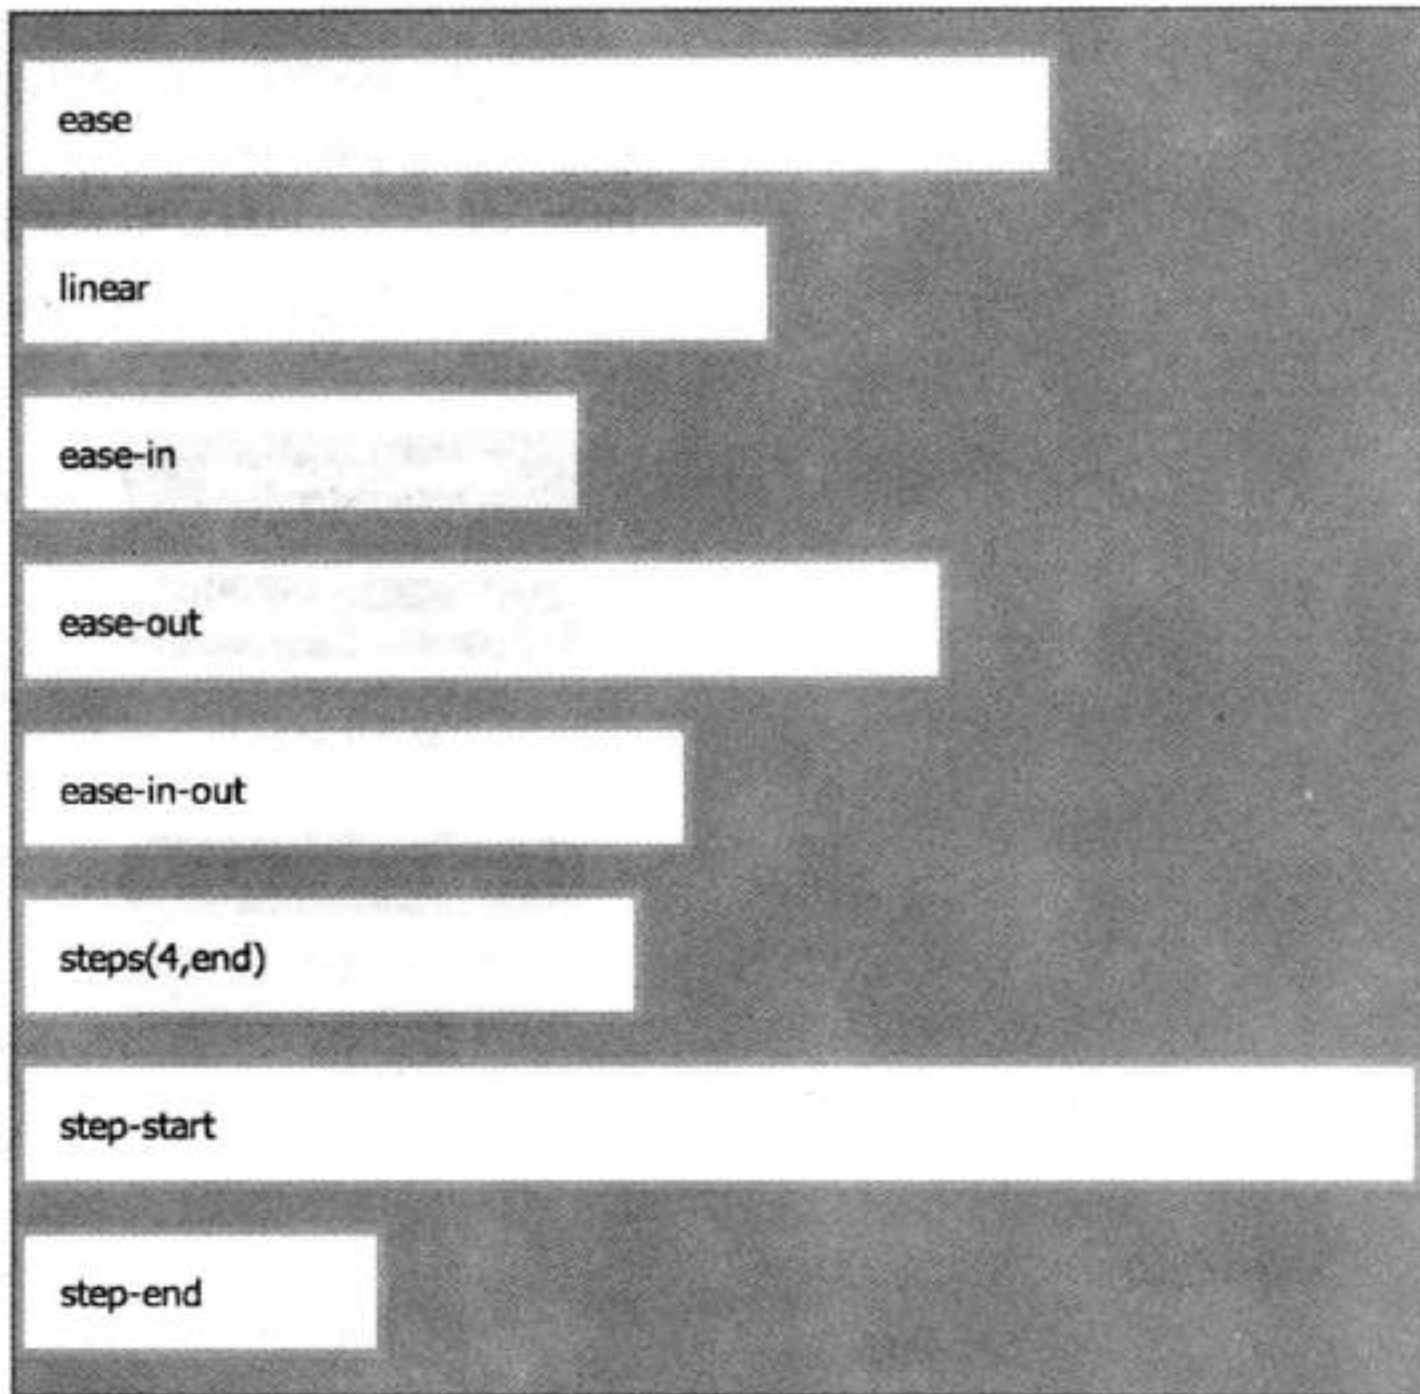 ease
linear
ease-in
ease-out
ease-in-out
steps(4,end)
step-start
step-end